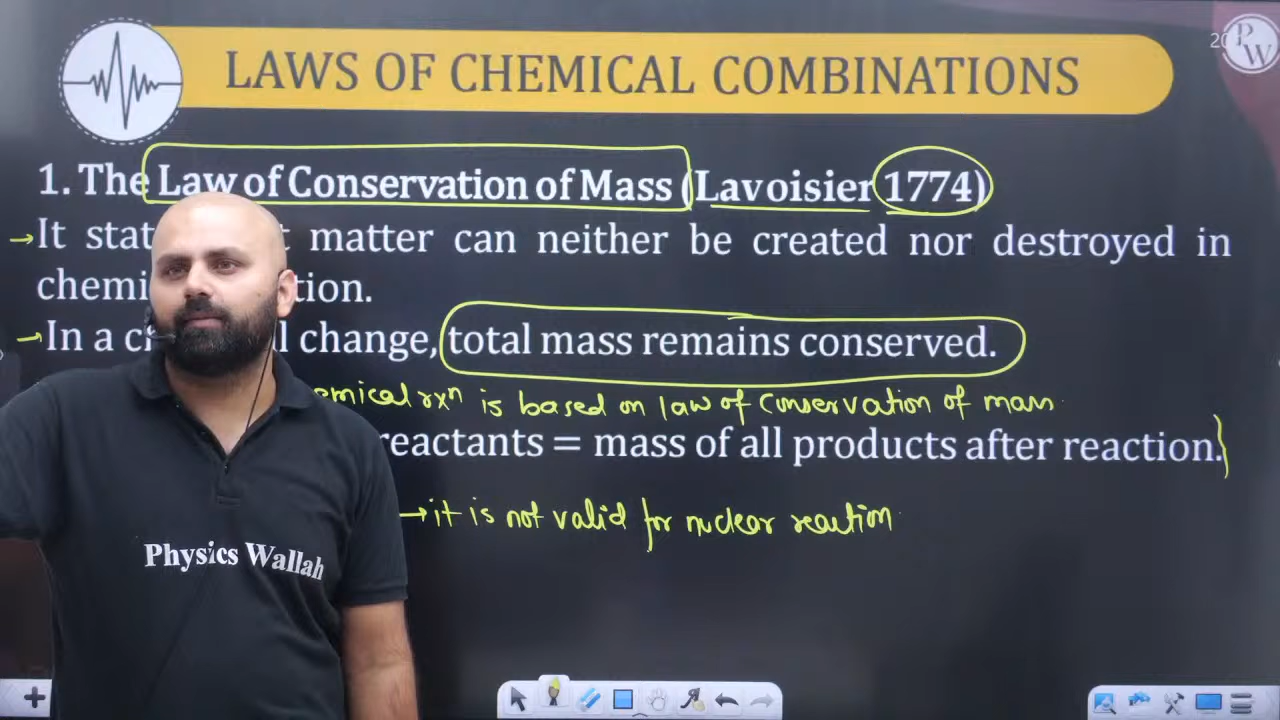 20
PW
LAWS OF CHEMICAL COMBINATIONS
1. The Law of Conservation of Mass (Lavoisier 1774)
→It stat t matter can neither be created nor destroyed in
chemi tion.
→In a ch l change, total mass remains conserved.
emical rxⁿ is based on law of Conservation of mass
reactants = mass of all products after reaction.
→it is not valid for nuclear reaction
Physics Wallah